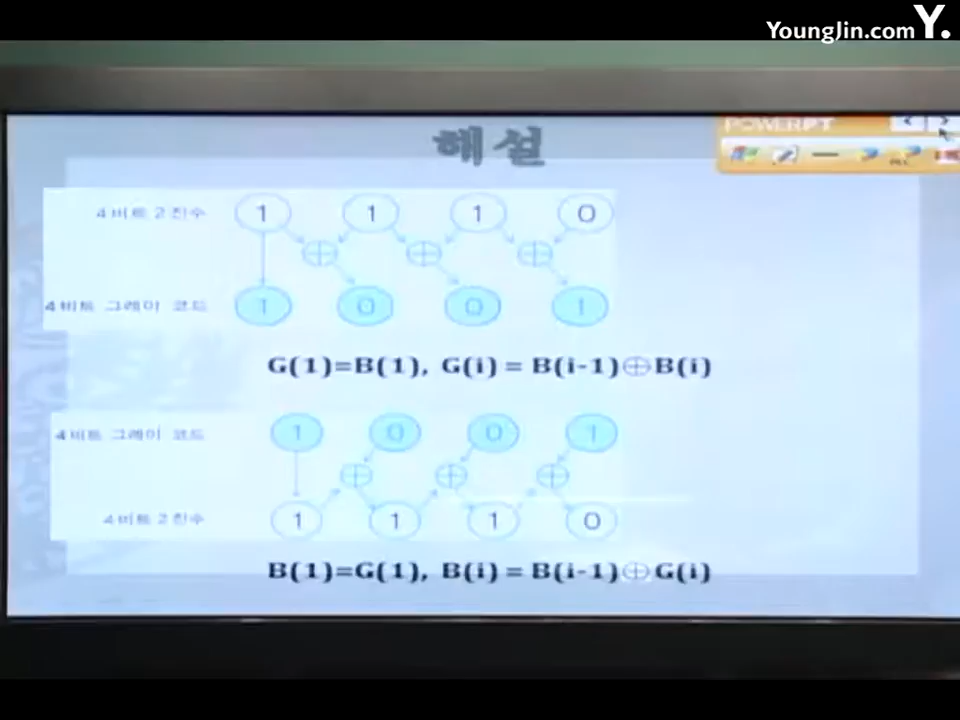 YoungJin.com Y.
POWERPT
해설
4비트 2진수 1 1 1 0
4비트 그레이 코드 1 0 0 1
G(1)=B(1), G(i) = B(i-1)⊕B(i)
4비트 그레이 코드 1 0 0 1
4비트 2진수 1 1 1 0
B(1)=G(1), B(i) = B(i-1)⊕G(i)